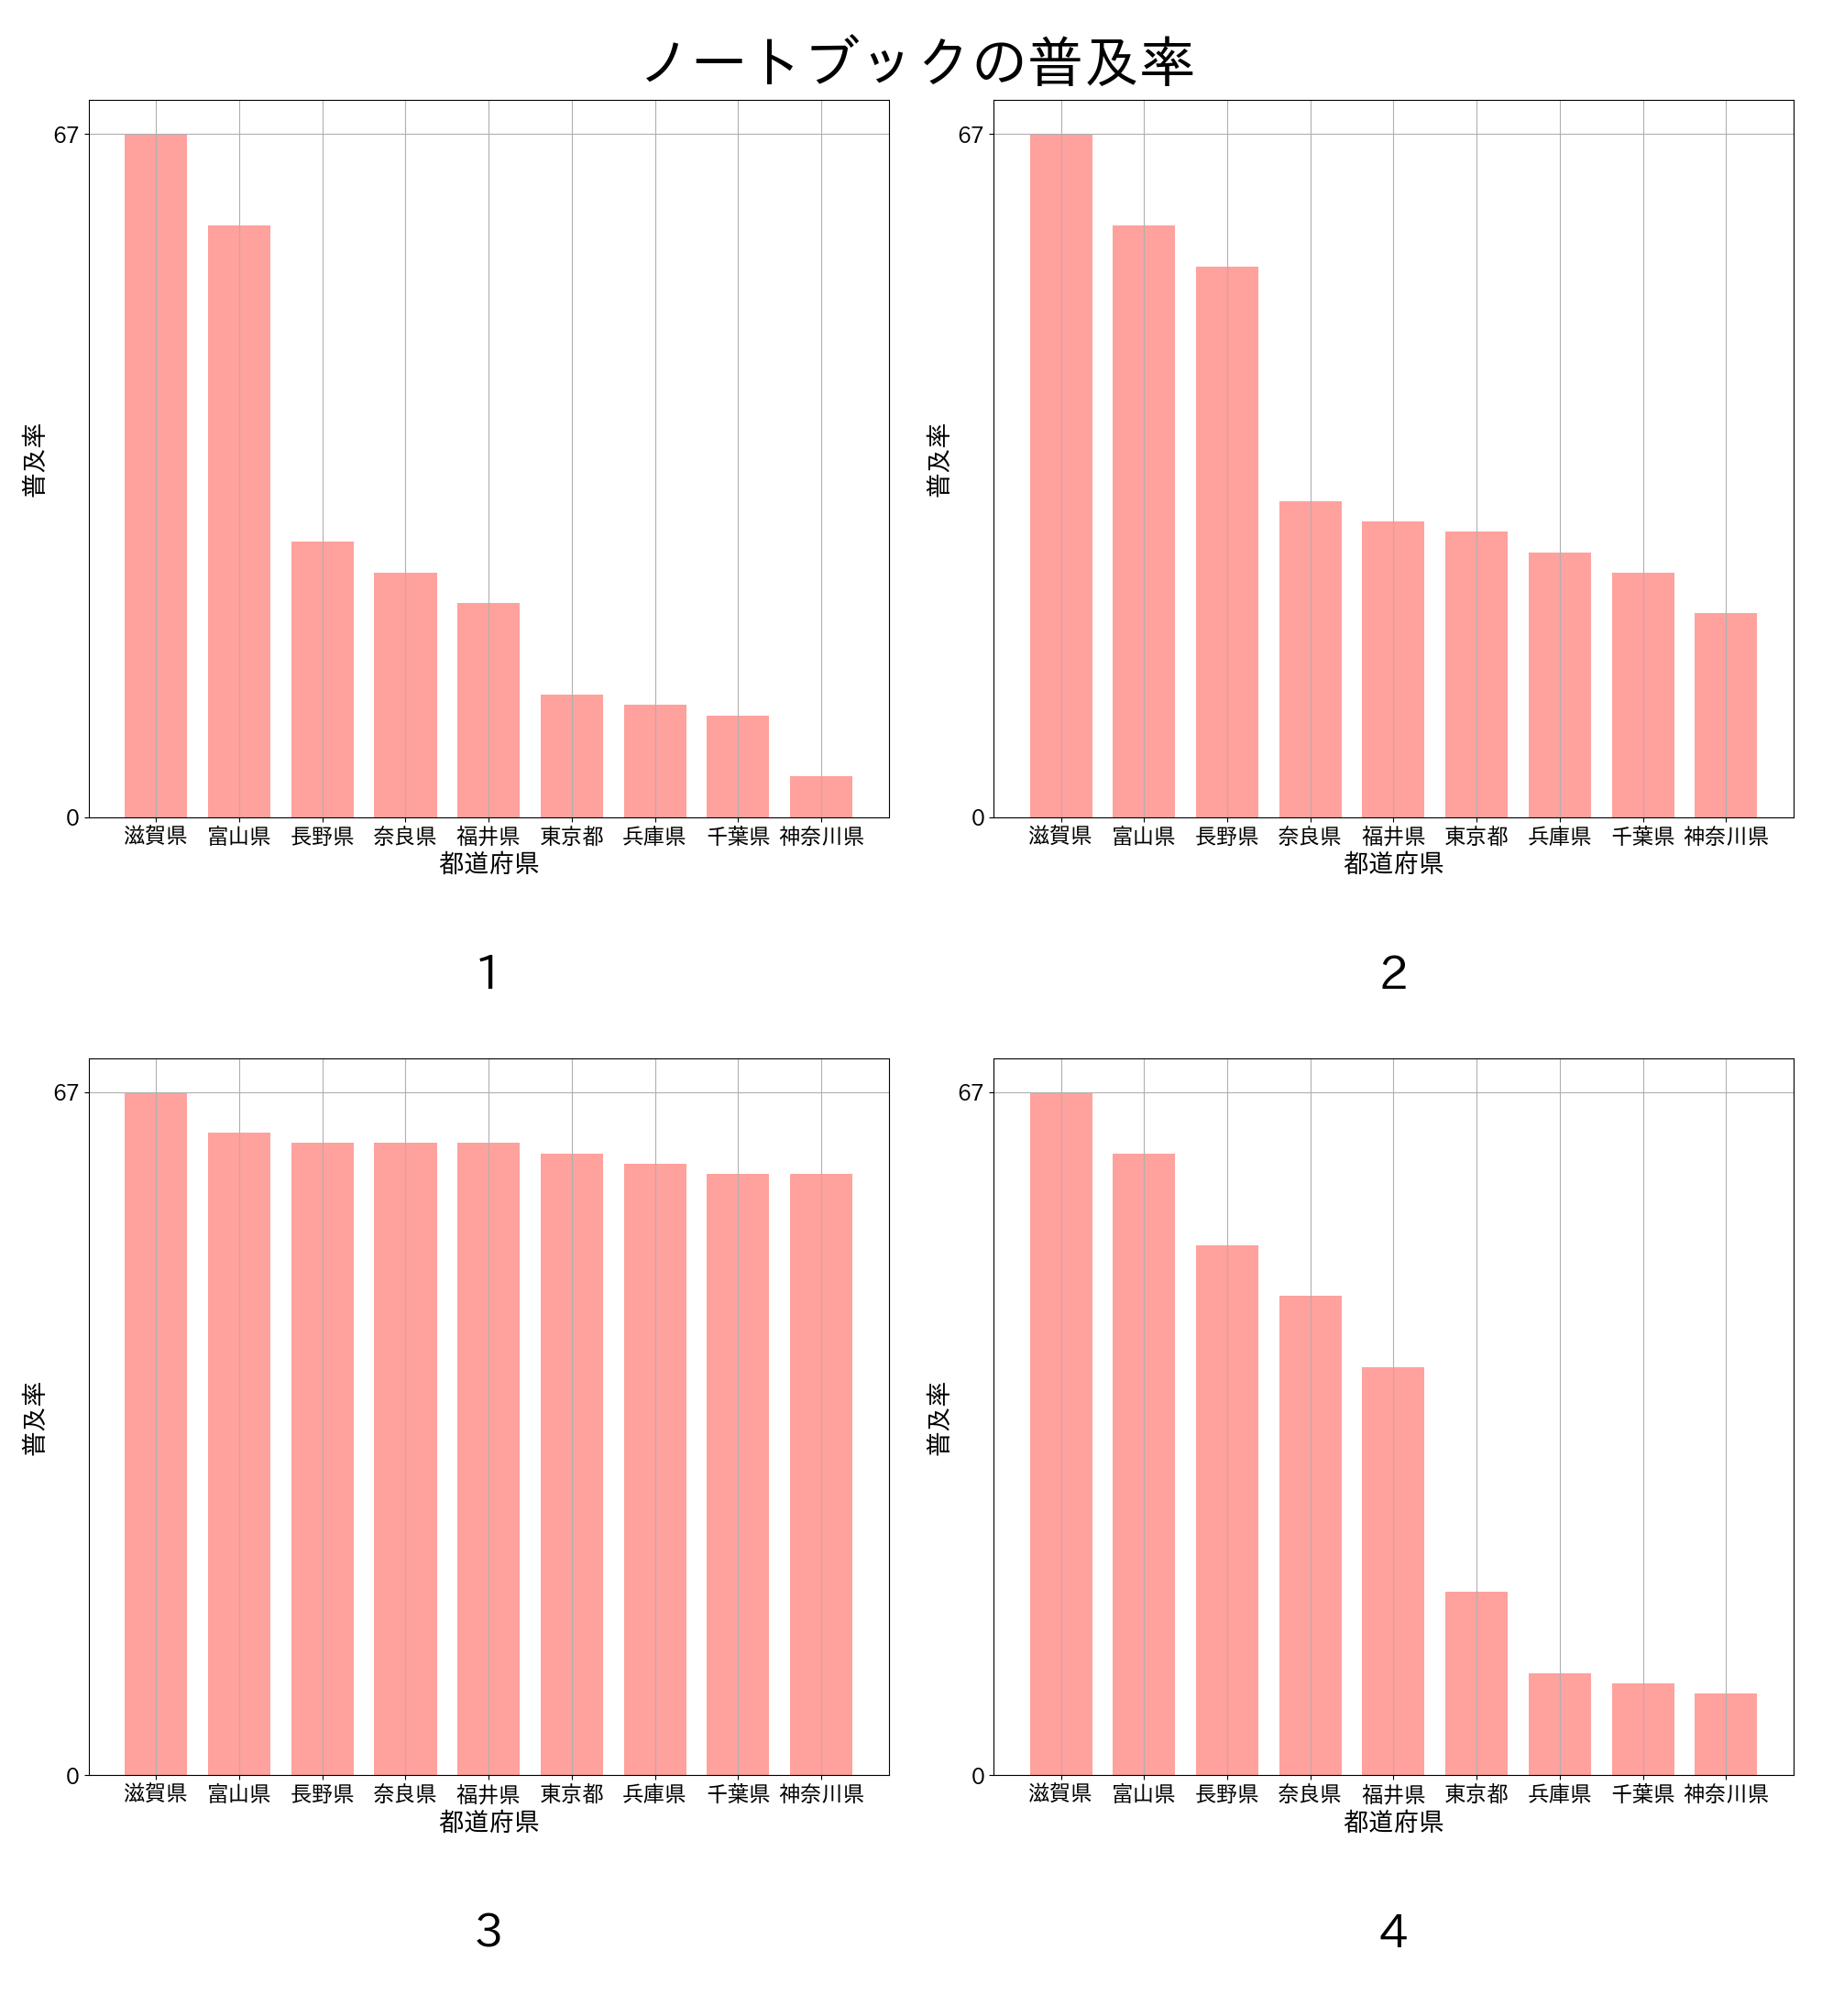 ノートブックの普及率
67
0
普及率
滋賀県 富山県 長野県 奈良県 福井県 東京都 兵庫県 千葉県 神奈川県
都道府県
1
67
0
普及率
滋賀県 富山県 長野県 奈良県 福井県 東京都 兵庫県 千葉県 神奈川県
都道府県
2
67
0
普及率
滋賀県 富山県 長野県 奈良県 福井県 東京都 兵庫県 千葉県 神奈川県
都道府県
3
67
0
普及率
滋賀県 富山県 長野県 奈良県 福井県 東京都 兵庫県 千葉県 神奈川県
都道府県
4